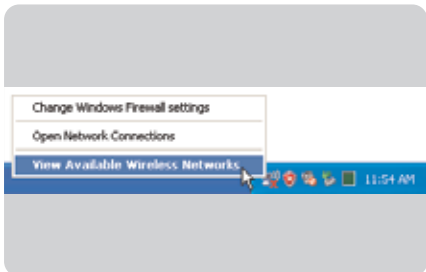 Change Windows Firewall settings
Open Network Connections
View Available Wireless Networks
11:54 AM